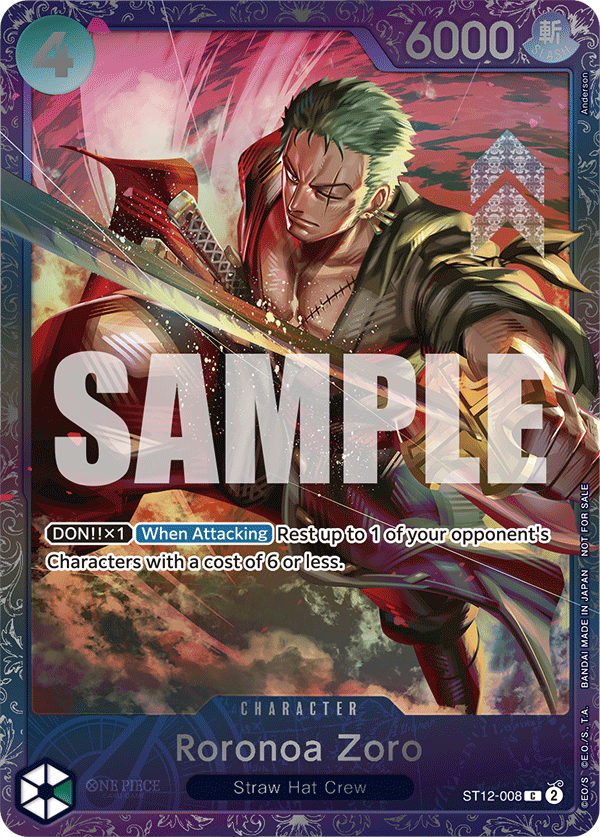 4
6000
斬
SLASH
Anderson
SAMPLE
DON!!×1 When Attacking Rest up to 1 of your opponent's
Characters with a cost of 6 or less.
CHARACTER
Roronoa Zoro
Straw Hat Crew
ONE PIECE
CARD GAME
ST12-008 C 2
©E.O./S ©E.O./S., T.A. BANDAI MADE IN JAPAN NOT FOR SALE